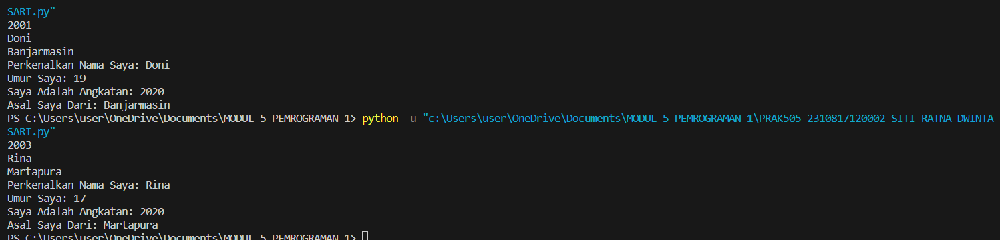 SARI.py"
2001
Doni
Banjarmasin
Perkenalkan Nama Saya: Doni
Umur Saya: 19
Saya Adalah Angkatan: 2020
Asal Saya Dari: Banjarmasin
PS C:\Users\user\OneDrive\Documents\MODUL 5 PEMROGRAMAN 1> python -u "c:\Users\user\OneDrive\Documents\MODUL 5 PEMROGRAMAN 1\PRAK505-2310817120002-SITI RATNA DWINTA
SARI.py"
2003
Rina
Martapura
Perkenalkan Nama Saya: Rina
Umur Saya: 17
Saya Adalah Angkatan: 2020
Asal Saya Dari: Martapura
PS C:\Users\user\OneDrive\Documents\MODUL 5 PEMROGRAMAN 1>